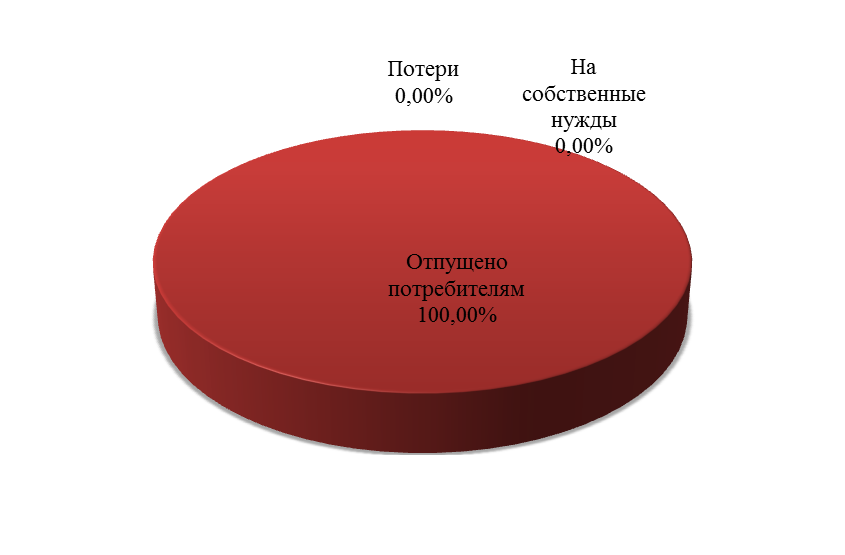 Потери
0,00%
На
собственные
нужды
0,00%
Отпущено
потребителям
100,00%